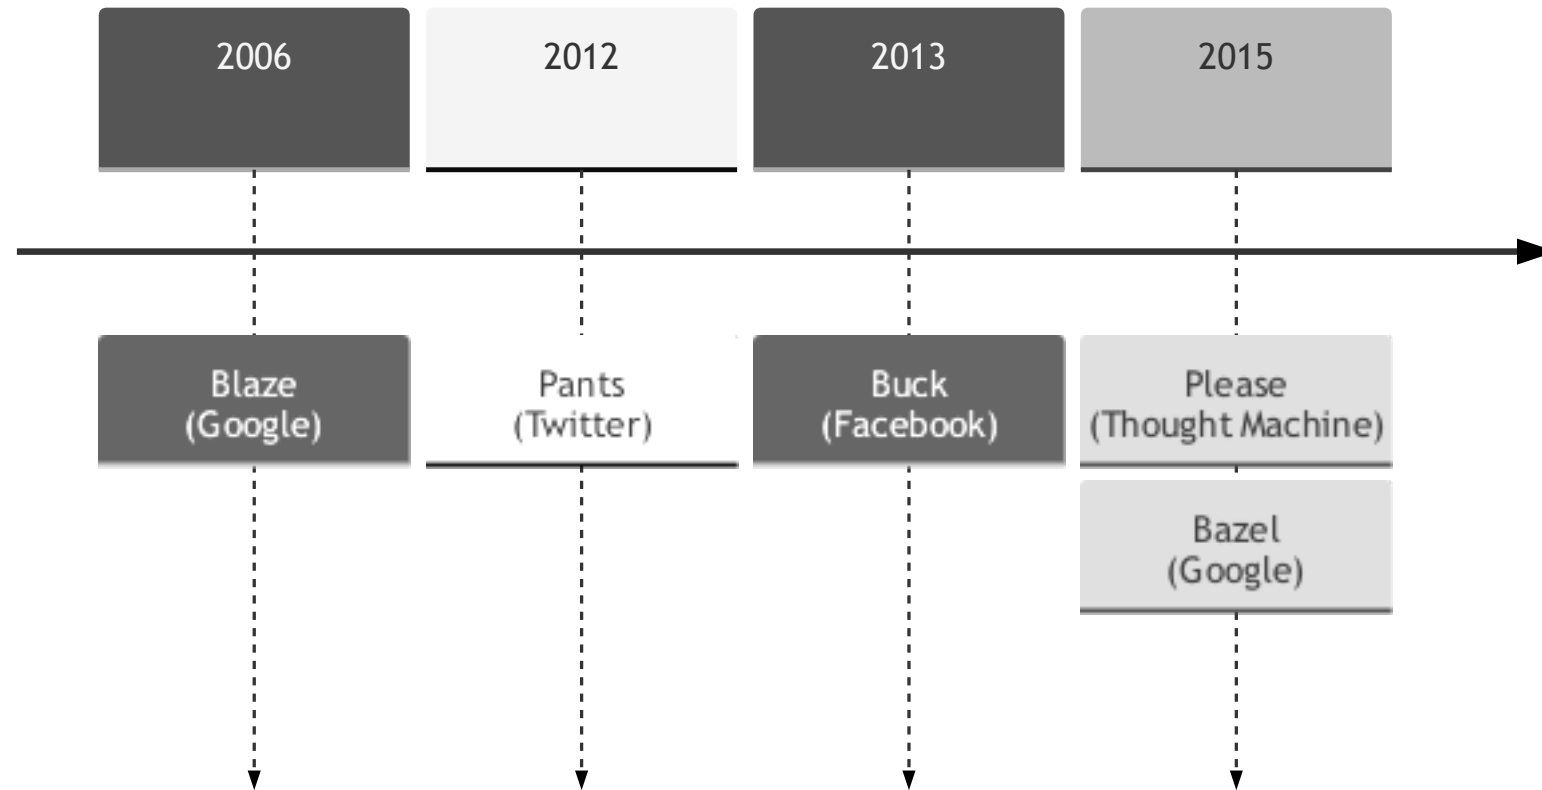 2006
2012
2013
2015
Blaze
(Google)
Pants
(Twitter)
Buck
(Facebook)
Please
(Thought Machine)
Bazel
(Google)